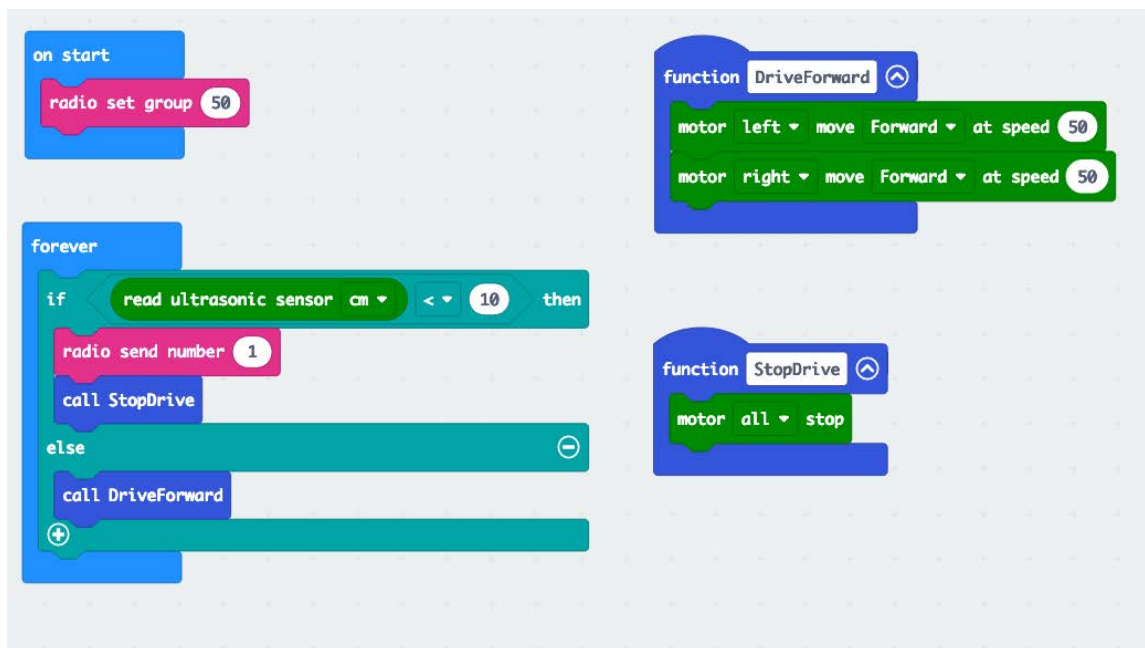 on start
radio set group 50
forever
if read ultrasonic sensor cm < 10 then
radio send number 1
call StopDrive
else
call DriveForward
function DriveForward
motor left move Forward at speed 50
motor right move Forward at speed 50
function StopDrive
motor all stop